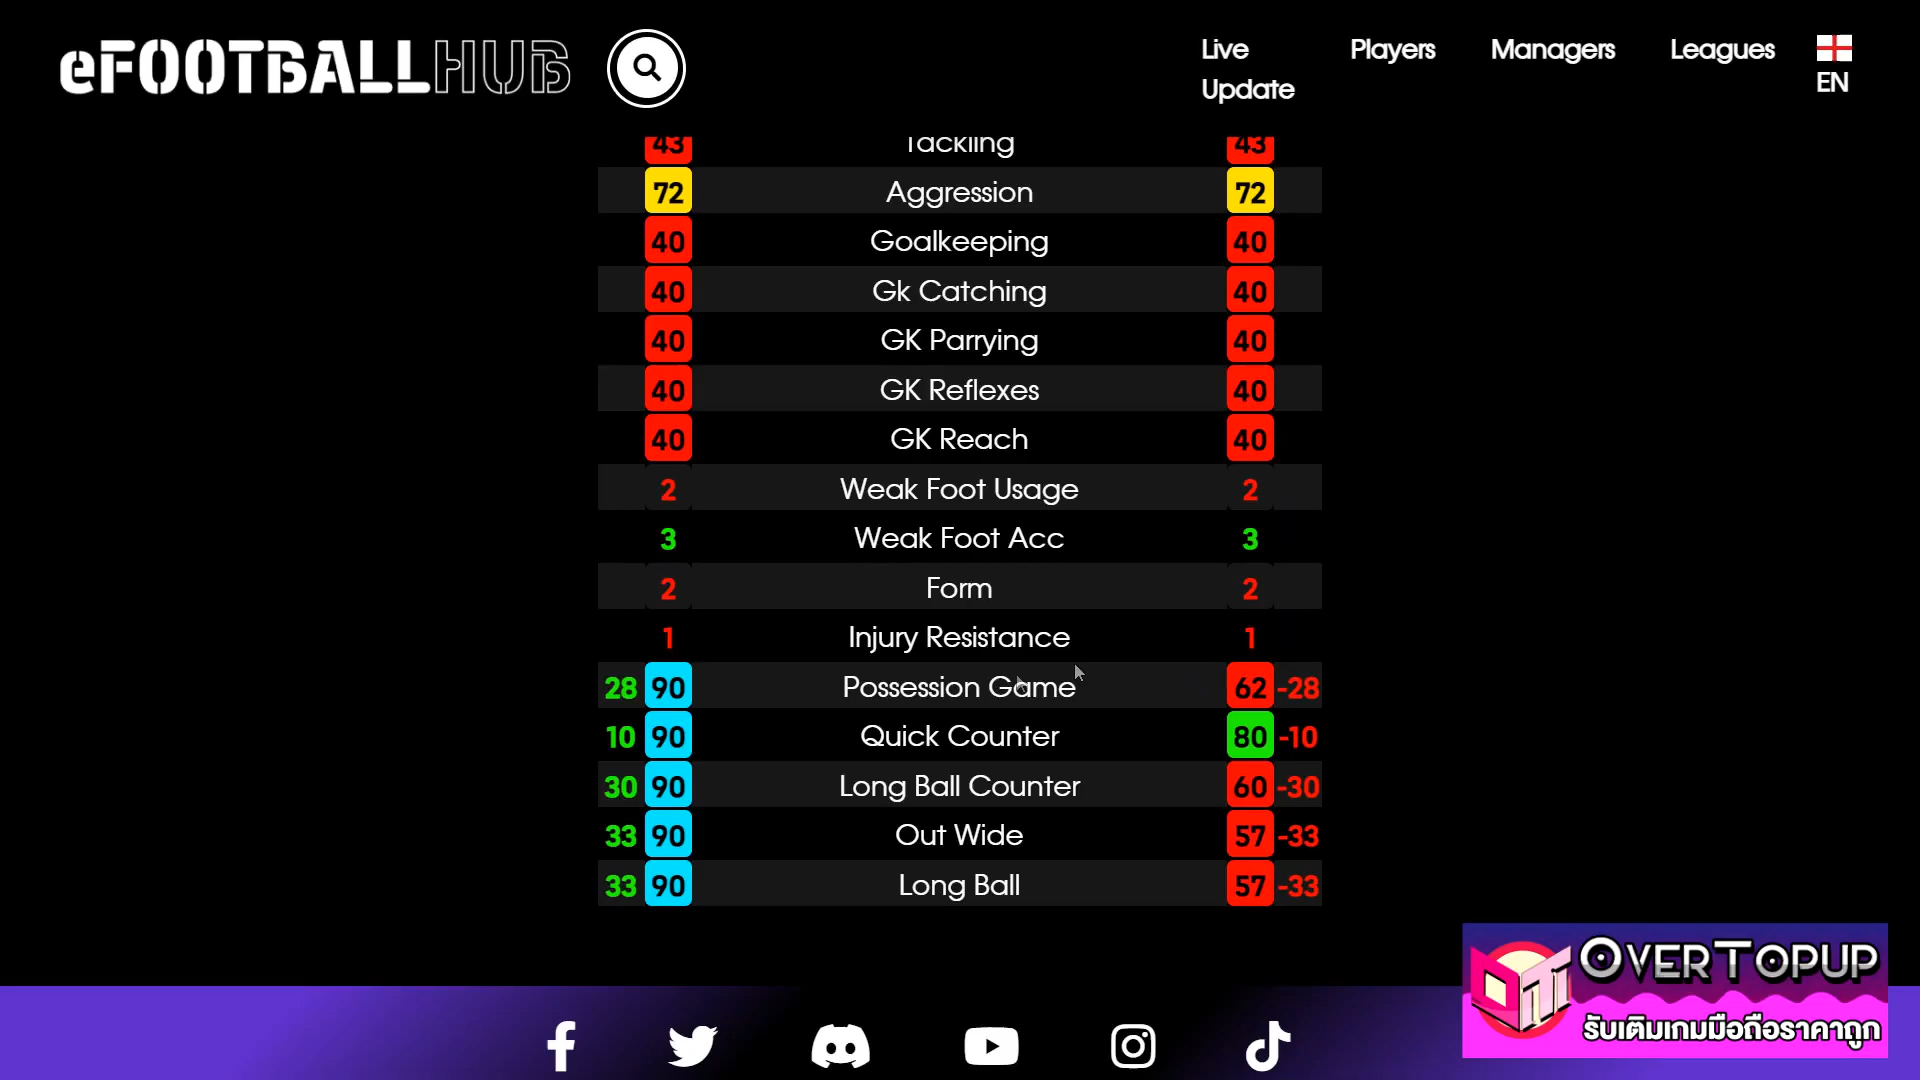 eFOOTBALLHUB
Live Update
Players
Managers
Leagues
EN
43 Tackling 43
72 Aggression 72
40 Goalkeeping 40
40 Gk Catching 40
40 GK Parrying 40
40 GK Reflexes 40
40 GK Reach 40
2 Weak Foot Usage 2
3 Weak Foot Acc 3
2 Form 2
1 Injury Resistance 1
28 90 Possession Game 62 -28
10 90 Quick Counter 80 -10
30 90 Long Ball Counter 60 -30
33 90 Out Wide 57 -33
33 90 Long Ball 57 -33
OVERTOPUP
รับเติมเกมมือถือราคาถูก